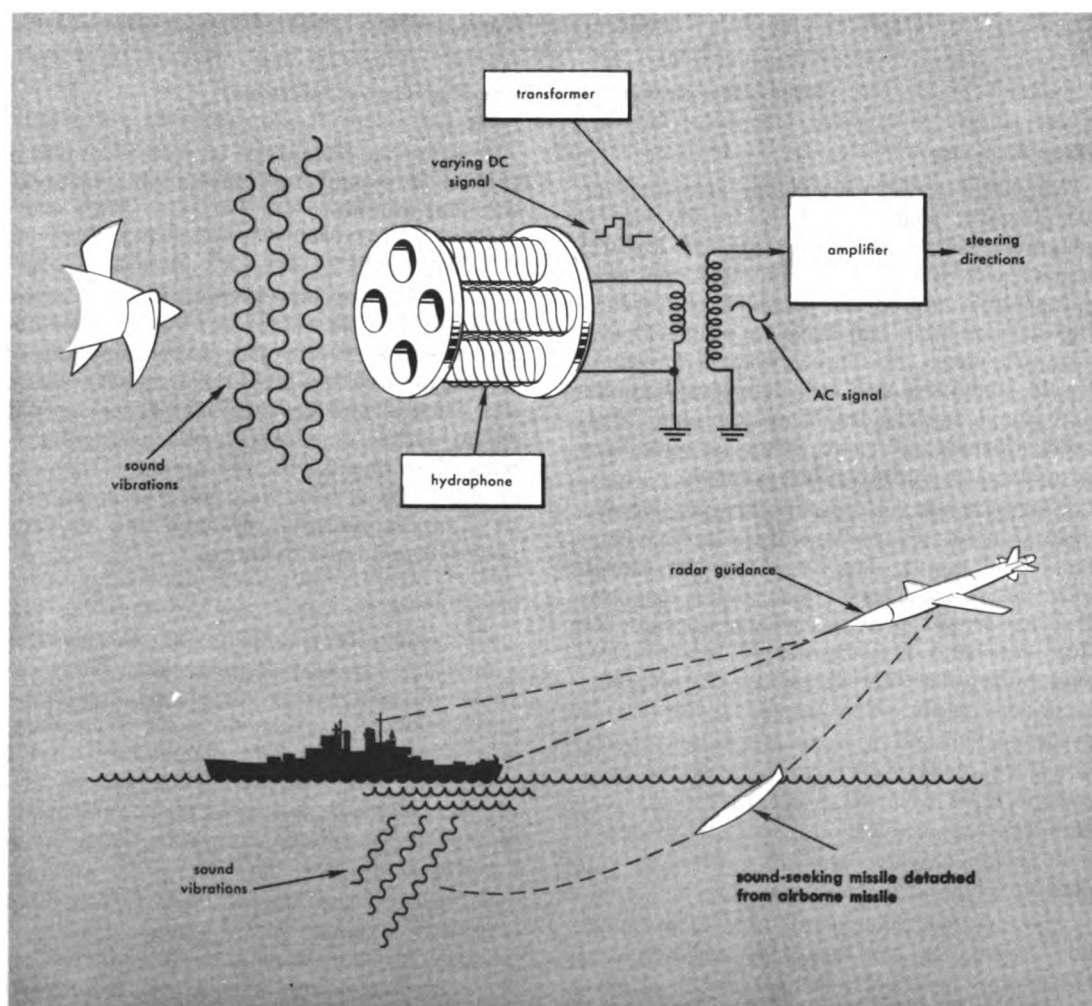 transformer
varying DC
signal
amplifier
steering
directions
AC signal
sound
vibrations
hydraphone
radar guidance
sound
vibrations
sound-seeking missile detached
from airborne missile